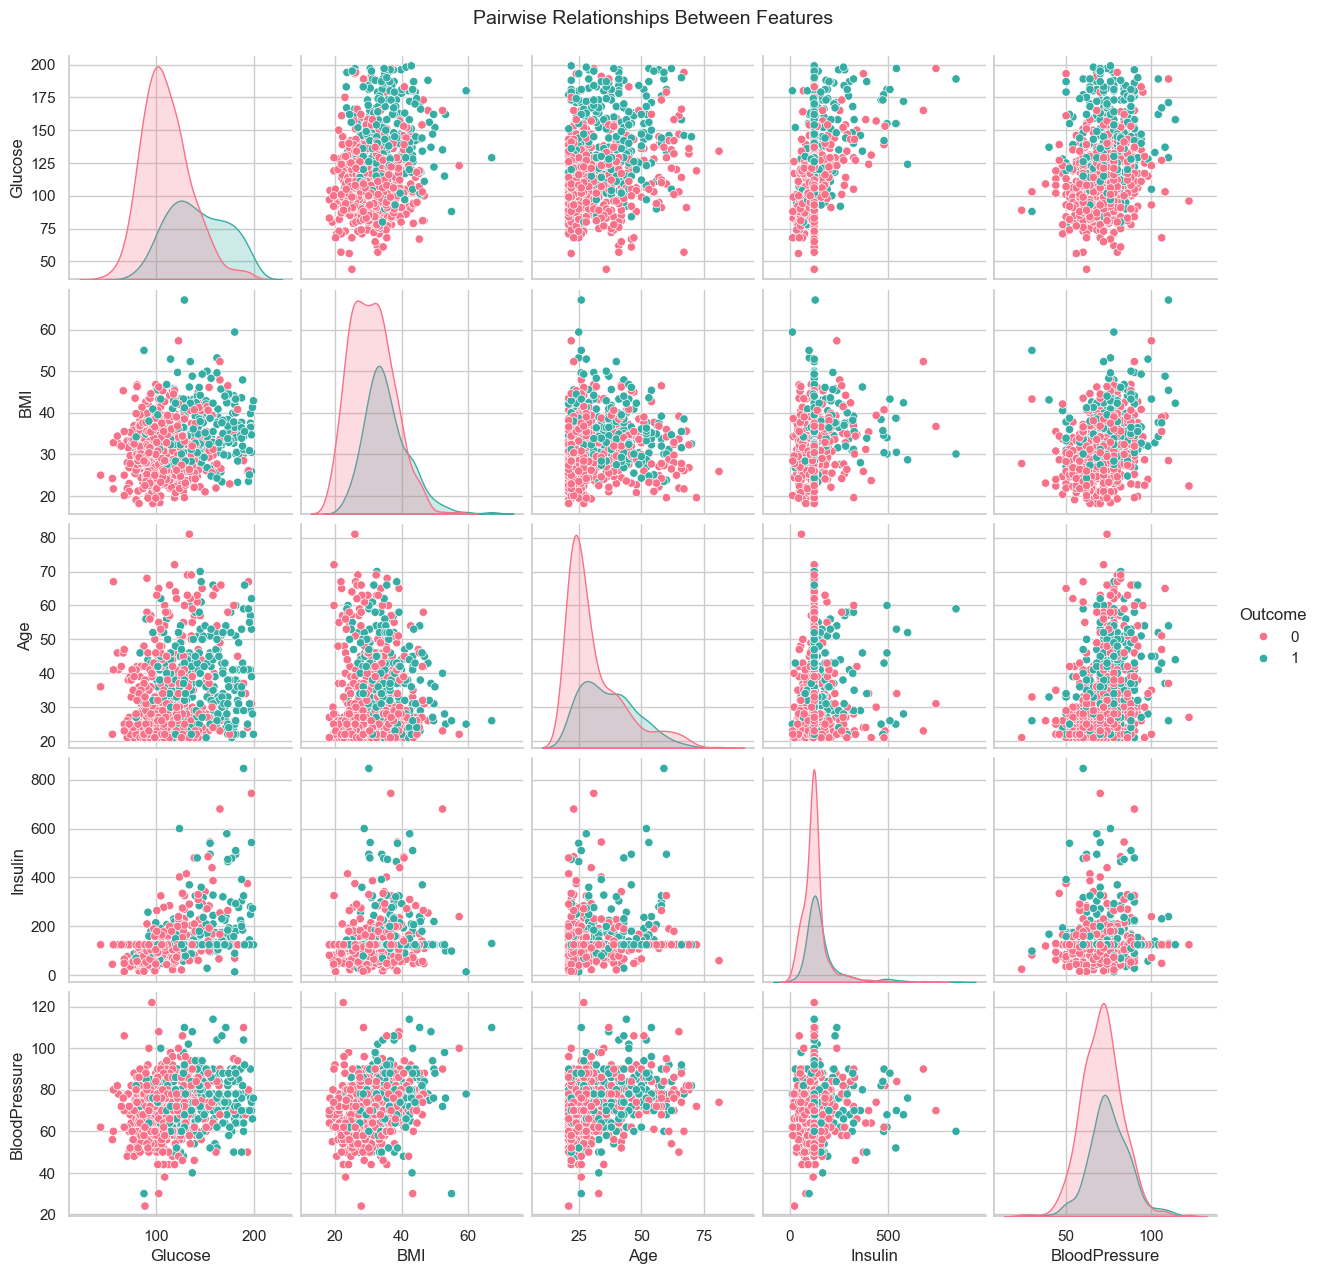 Pairwise Relationships Between Features
200
175
150
125
100
75
50
Glucose
60
50
40
30
20
BMI
80
70
60
50
40
30
20
Age
800
600
400
200
0
Insulin
120
100
80
60
40
20
BloodPressure
100 200
Glucose
20 40 60
BMI
25 50 75
Age
0 500
Insulin
50 100
BloodPressure
Outcome
0
1